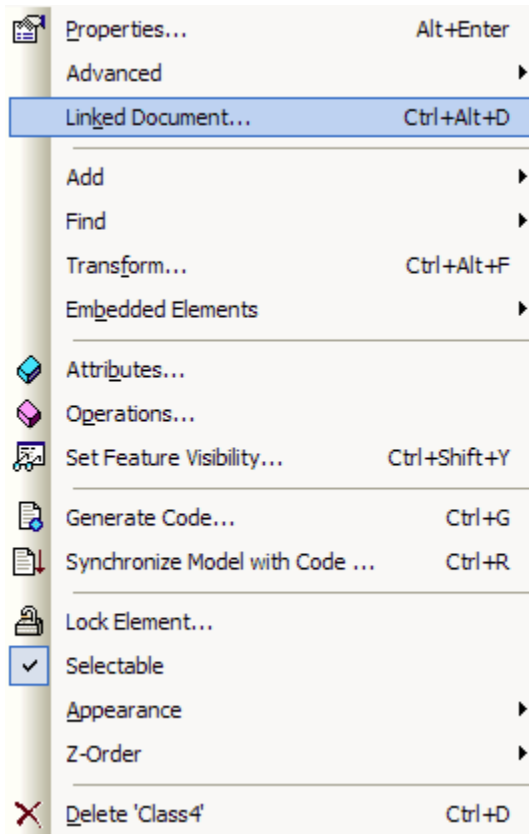 Properties... Alt+Enter
Advanced
Linked Document... Ctrl+Alt+D
Add
Find
Transform... Ctrl+Alt+F
Embedded Elements
Attributes...
Operations...
Set Feature Visibility... Ctrl+Shift+Y
Generate Code... Ctrl+G
Synchronize Model with Code ... Ctrl+R
Lock Element...
Selectable
Appearance
Z-Order
Delete 'Class4' Ctrl+D